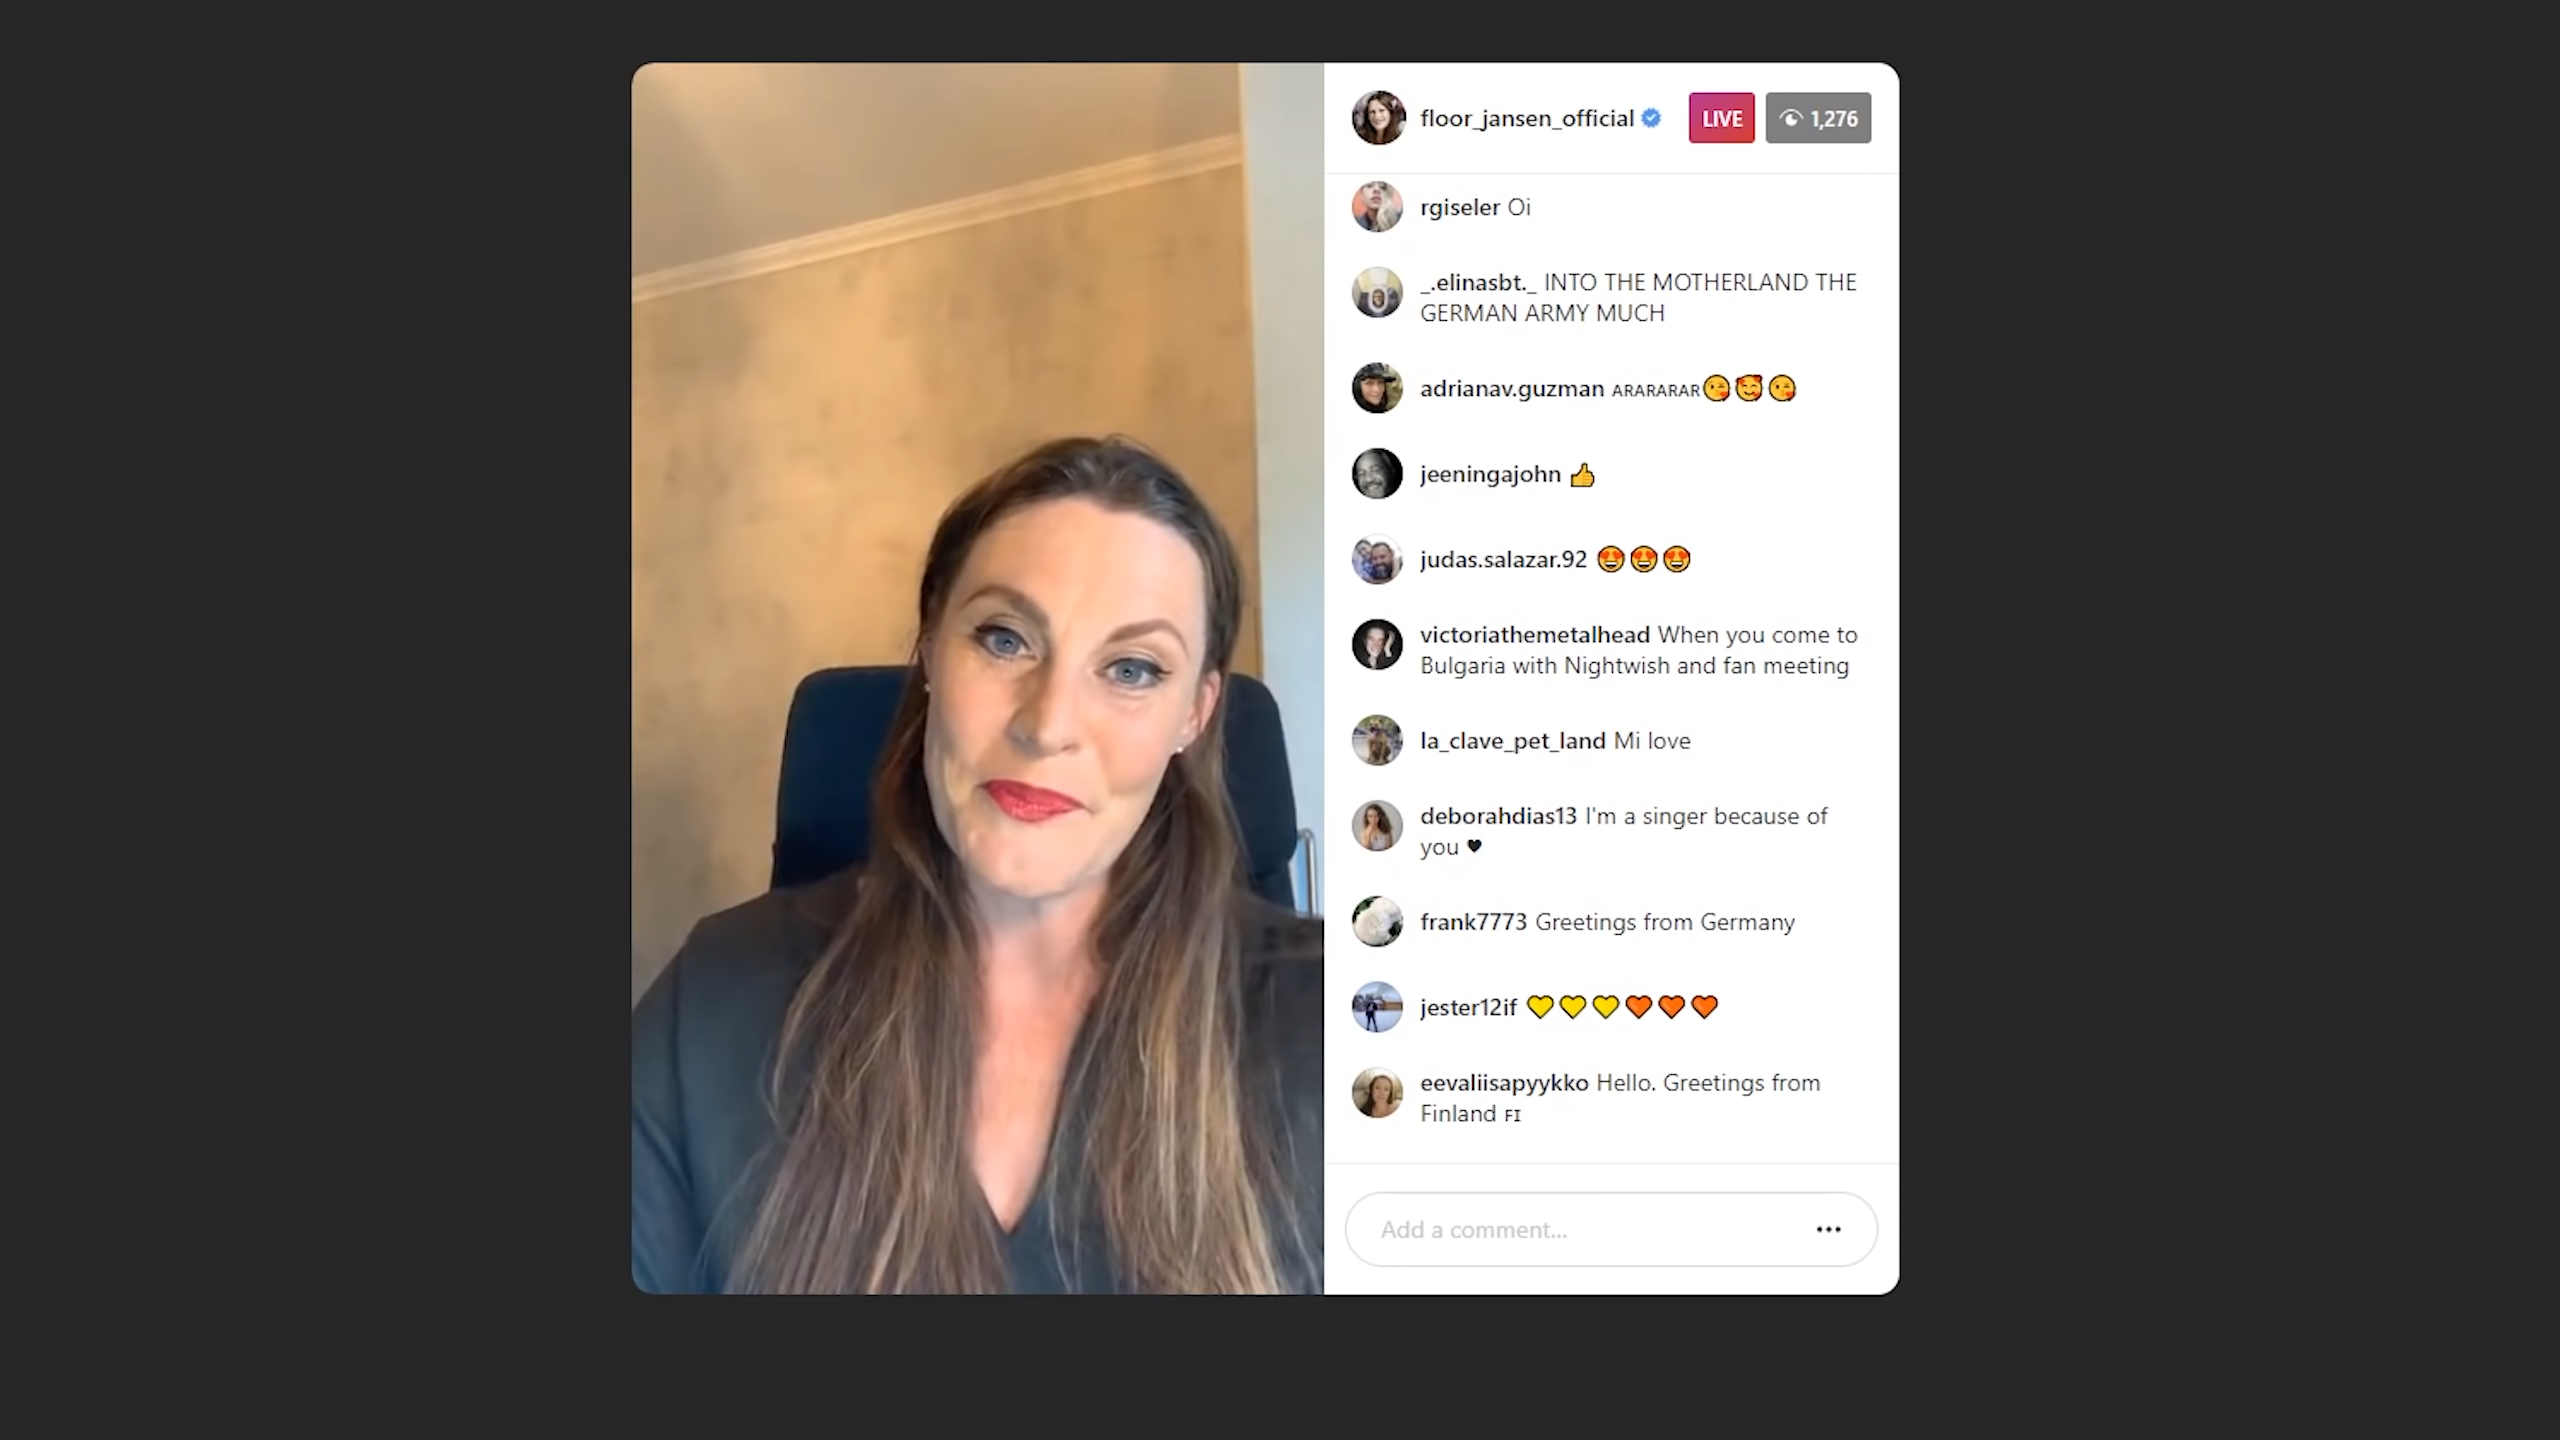 floor_jansen_official LIVE 1,276
rgiseler Oi
_.elinasbt._ INTO THE MOTHERLAND THE
GERMAN ARMY MUCH
adrianav.guzman ARARARAR😘🥰😘
jeeningajohn 👍
judas.salazar.92 😍😍😍
victoriathemetalhead When you come to
Bulgaria with Nightwish and fan meeting
la_clave_pet_land Mi love
deborahdias13 I'm a singer because of
you ♥
frank7773 Greetings from Germany
jester12if 💛💛💛🧡🧡🧡
eevaliisapyykko Hello. Greetings from
Finland FI
Add a comment...